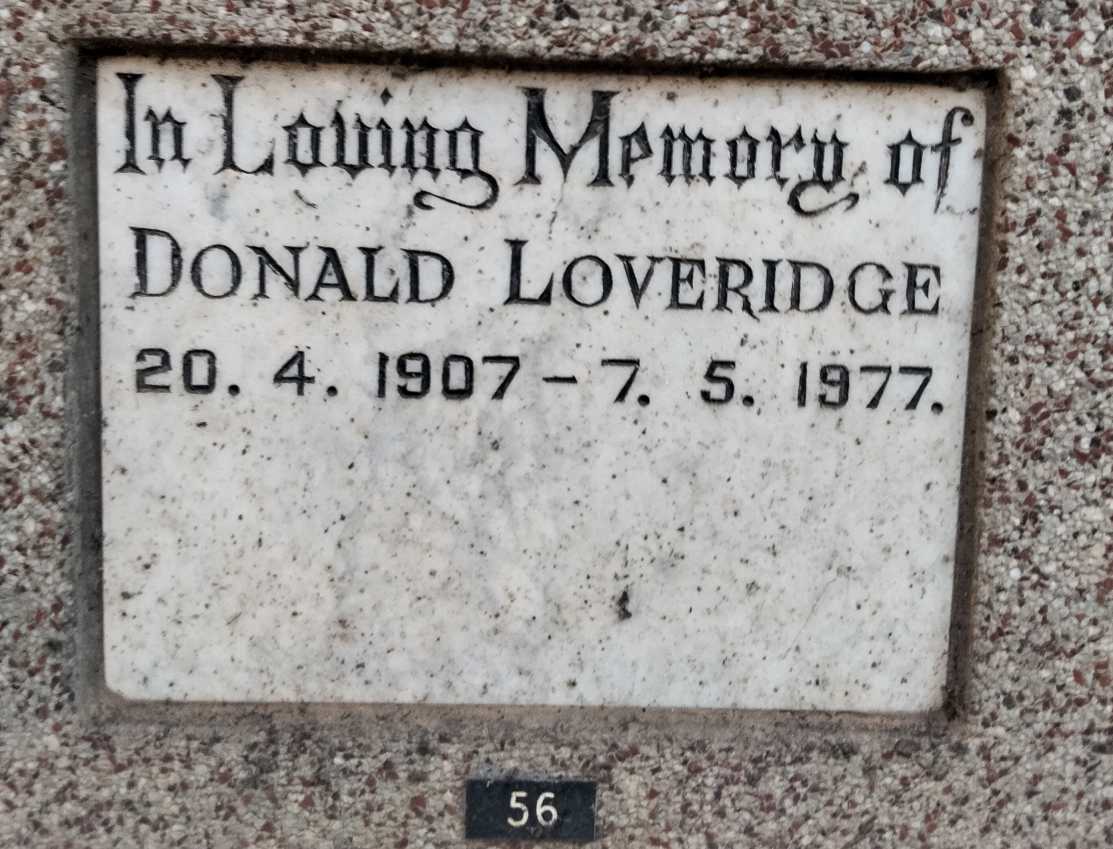 In Loving Memory of
DONALD LOVERIDGE
20. 4. 1907 – 7. 5. 1977.
56